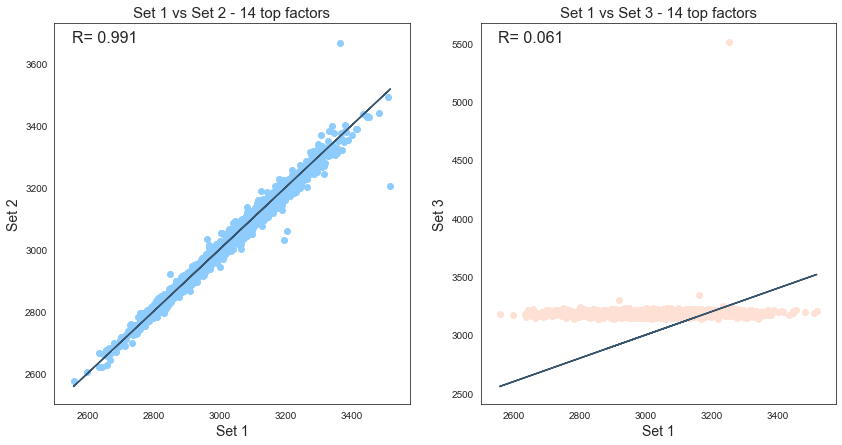 Set 1 vs Set 2 - 14 top factors
R= 0.991
3600
3400
3200
3000
2800
2600
Set 2
2600 2800 3000 3200 3400
Set 1
Set 1 vs Set 3 - 14 top factors
R= 0.061
5500
5000
4500
4000
3500
3000
2500
Set 3
2600 2800 3000 3200 3400
Set 1